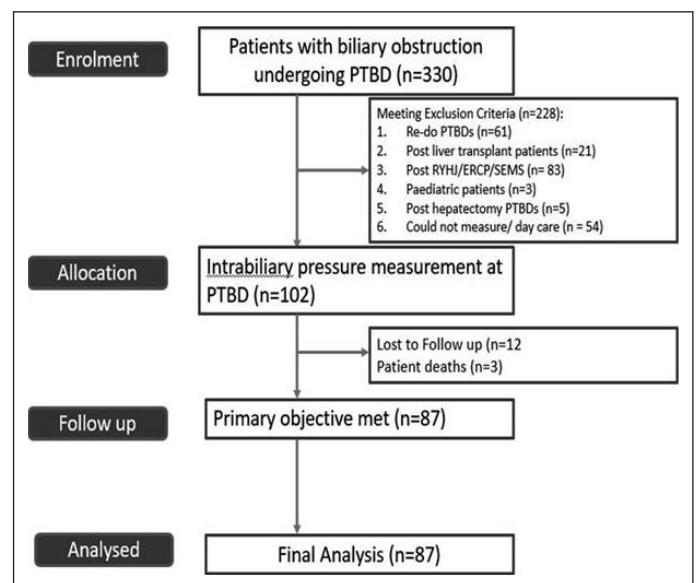 Enrolment
Patients with biliary obstruction
undergoing PTBD (n=330)
Meeting Exclusion Criteria (n=228):
1. Re-do PTBDs (n=61)
2. Post liver transplant patients (n=21)
3. Post RYHJ/ERCP/SEMS (n= 83)
4. Paediatric patients (n=3)
5. Post hepatectomy PTBDs (n=5)
6. Could not measure/ day care (n = 54)
Allocation
Intrabiliary pressure measurement at
PTBD (n=102)
Lost to Follow up (n=12
Patient deaths (n=3)
Follow up
Primary objective met (n=87)
Analysed
Final Analysis (n=87)